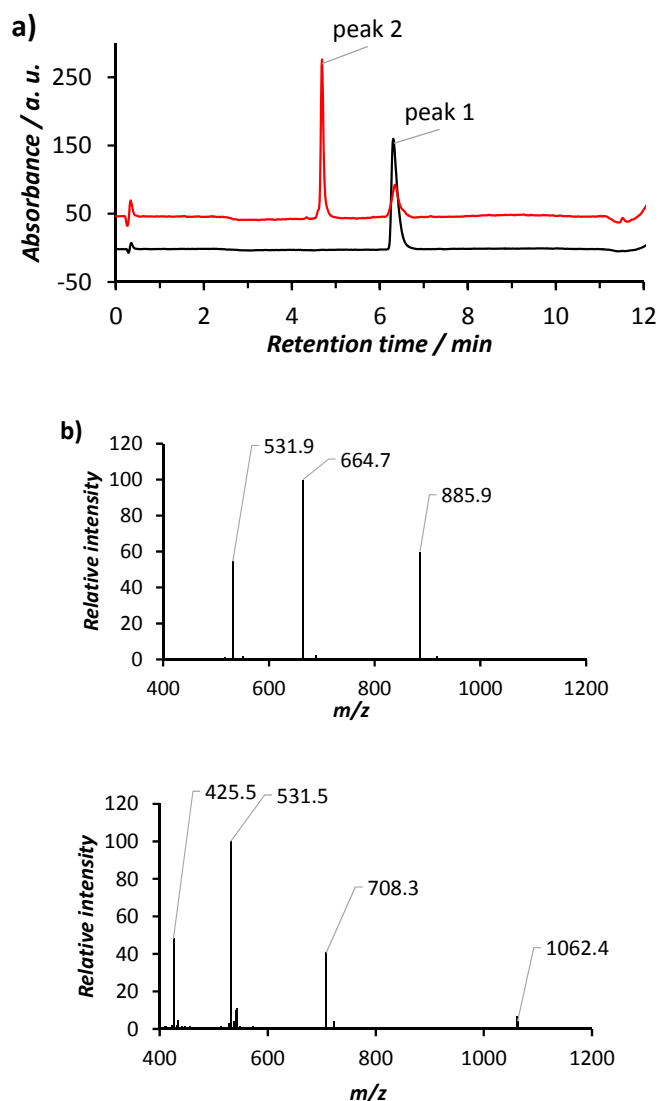 a)
peak 2
peak 1
250
150
50
-50
Absorbance / a. u.
0 2 4 6 8 10 12
Retention time / min
b)
120
100
80
60
40
20
0
Relative intensity
531.9
664.7
885.9
400 600 800 1000 1200
m/z
120
100
80
60
40
20
0
Relative intensity
425.5
531.5
708.3
1062.4
400 600 800 1000 1200
m/z